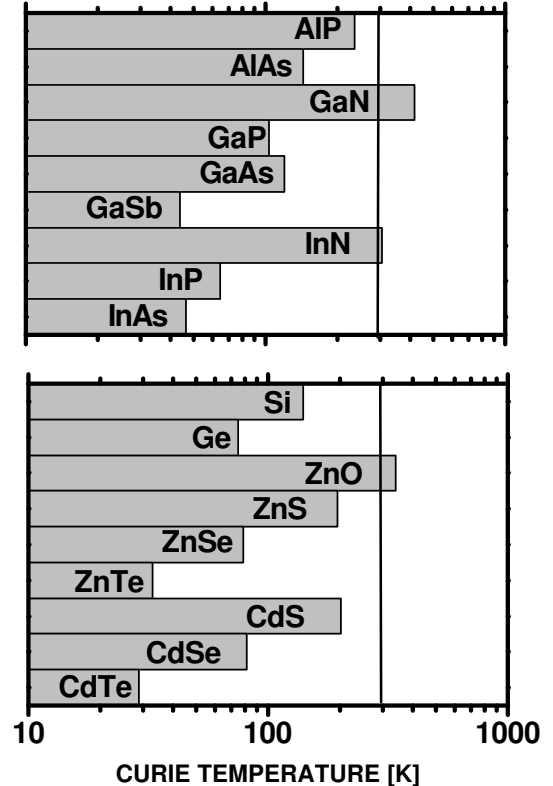 AlP
AlAs
GaN
GaP
GaAs
GaSb
InN
InP
InAs
Si
Ge
ZnO
ZnS
ZnSe
ZnTe
CdS
CdSe
CdTe
10 100 1000
CURIE TEMPERATURE [K]